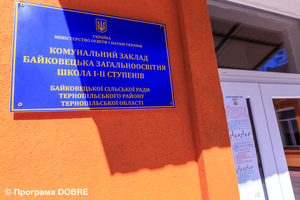 УКРАЇНА
МІНІСТЕРСТВО ОСВІТИ І НАУКИ УКРАЇНИ
КОМУНАЛЬНИЙ ЗАКЛАД
БАЙКОВЕЦЬКА ЗАГАЛЬНООСВІТНЯ
ШКОЛА І-ІІ СТУПЕНІВ
БАЙКОВЕЦЬКОЇ СІЛЬСЬКОЇ РАДИ
ТЕРНОПІЛЬСЬКОГО РАЙОНУ
ТЕРНОПІЛЬСЬКОЇ ОБЛАСТІ
© Програма DOBRE